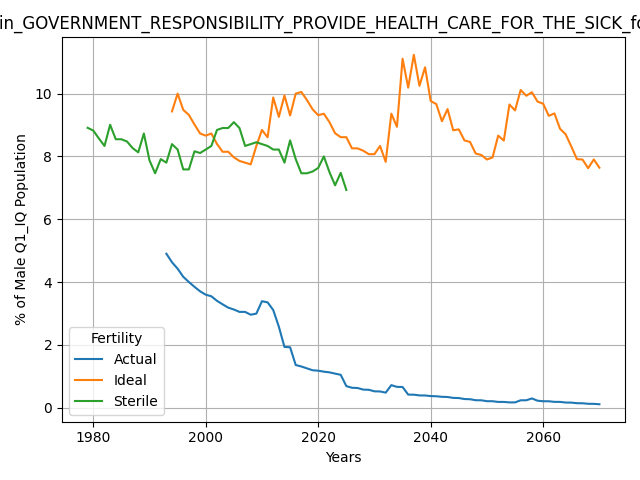 in_GOVERNMENT_RESPONSIBILITY_PROVIDE_HEALTH_CARE_FOR_THE_SICK_fo
% of Male Q1_IQ Population
10
8
6
4
2
0
Fertility
Actual
Ideal
Sterile
1980 2000 2020 2040 2060
Years